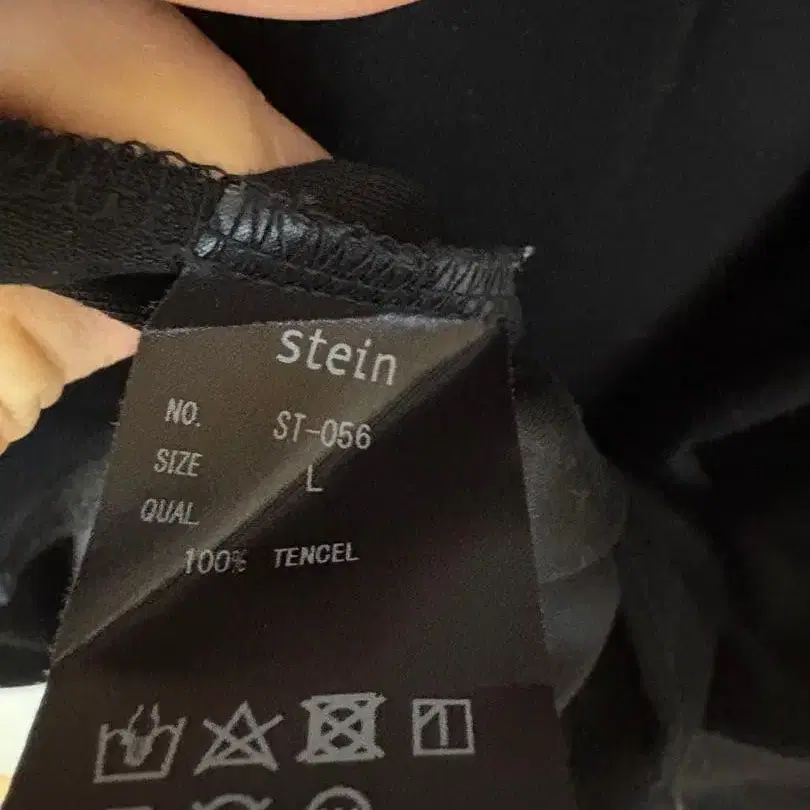 stein
NO. ST-056
SIZE L
QUAL
100% TENCEL